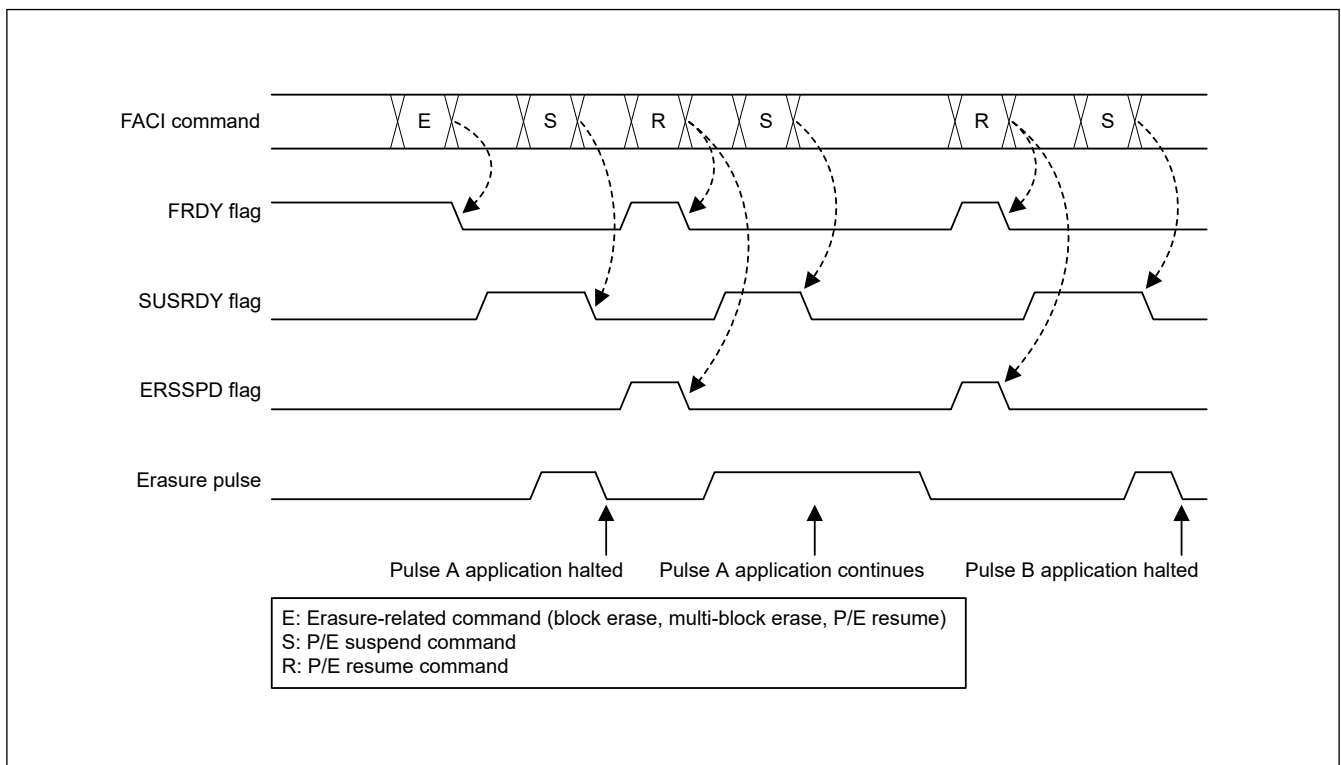 FACI command
E
S
R
S
R
S
FRDY flag
SUSRDY flag
ERSSPD flag
Erasure pulse
Pulse A application halted
Pulse A application continues
Pulse B application halted
E: Erasure-related command (block erase, multi-block erase, P/E resume)
S: P/E suspend command
R: P/E resume command